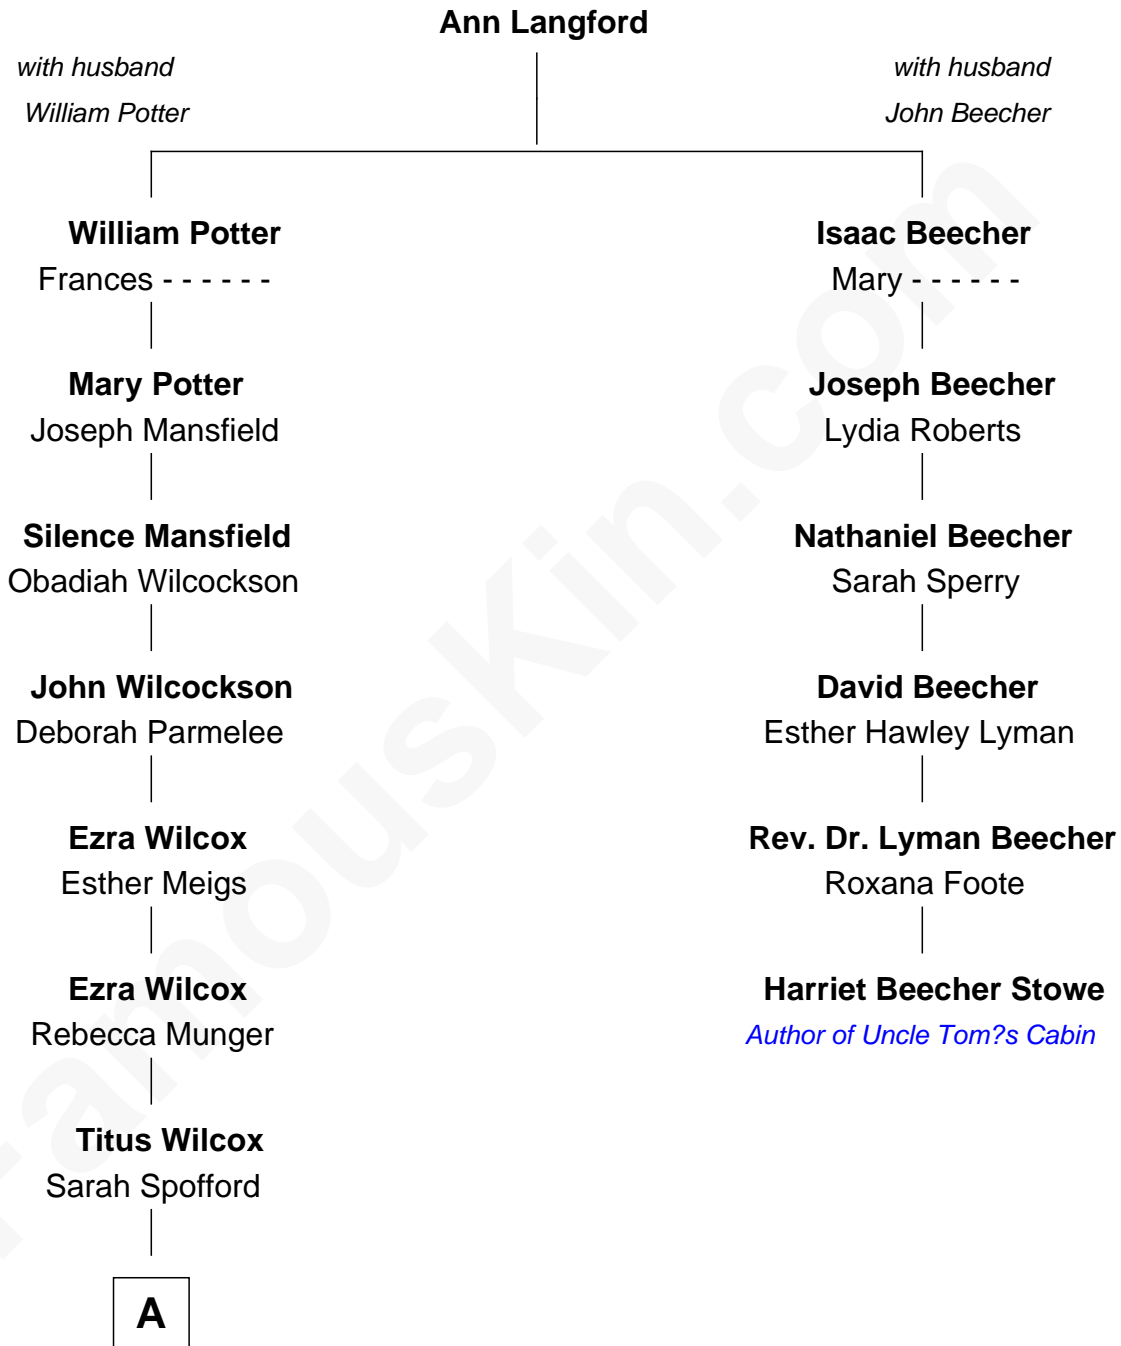 Ann Langford
with husband
William Potter
with husband
John Beecher
William Potter
Frances - - - - - -
Isaac Beecher
Mary - - - - - -
Mary Potter
Joseph Mansfield
Joseph Beecher
Lydia Roberts
Silence Mansfield
Obadiah Wilcockson
Nathaniel Beecher
Sarah Sperry
John Wilcockson
Deborah Parmelee
David Beecher
Esther Hawley Lyman
Ezra Wilcox
Esther Meigs
Rev. Dr. Lyman Beecher
Roxana Foote
Ezra Wilcox
Rebecca Munger
Harriet Beecher Stowe
Author of Uncle Tom?s Cabin
Titus Wilcox
Sarah Spofford
A
FamousKin.com